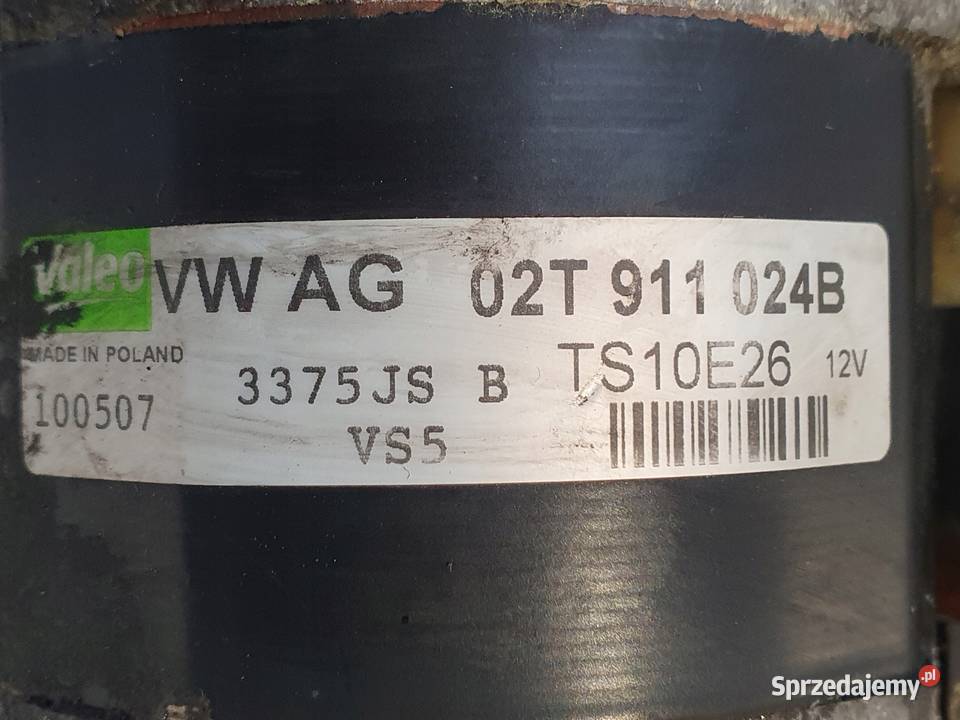 Valeo VW AG 02T 911 024B
MADE IN POLAND 3375JS B TS10E26 12V
100507 VS5
Sprzedajemy.pl